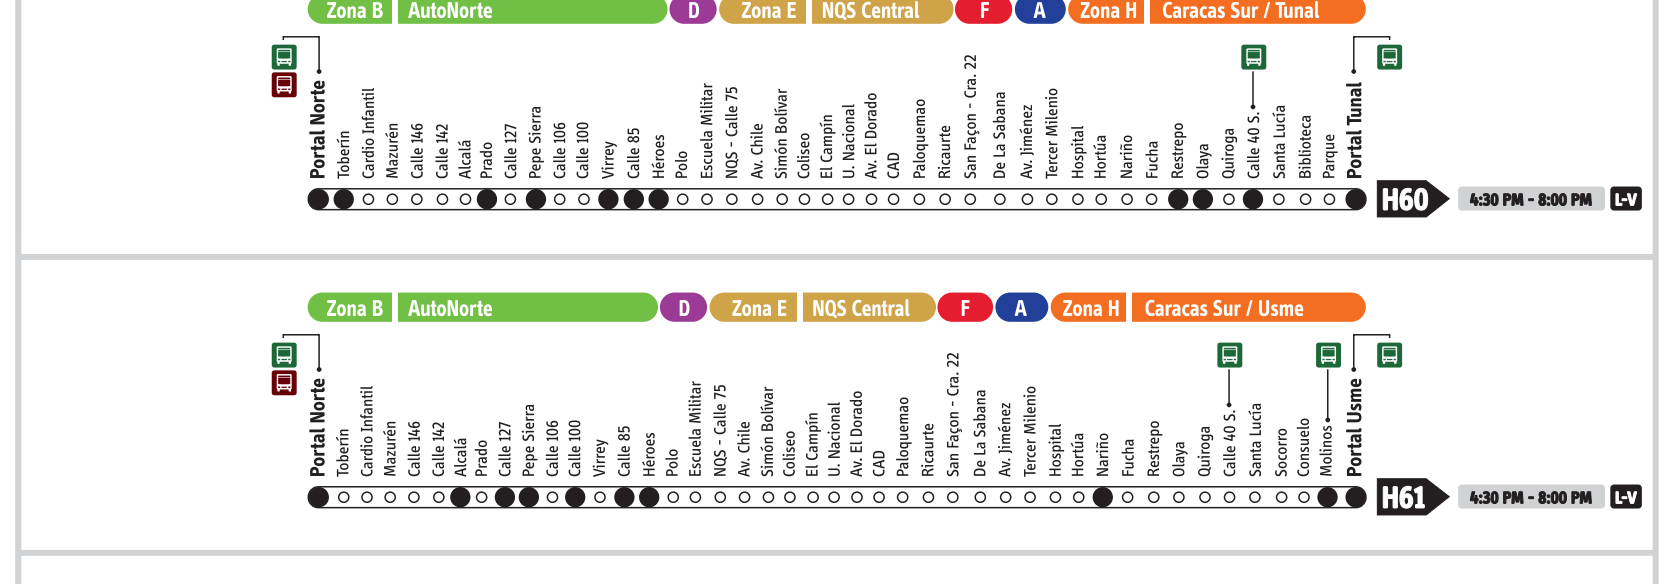 Zona B AutoNorte D Zona E NQS Central F A Zona H Caracas Sur / Tunal
Portal Norte
Toberín
Cardio Infantil
Mazurén
Calle 146
Calle 142
Alcalá
Prado
Calle 127
Pepe Sierra
Calle 106
Calle 100
Virrey
Calle 85
Héroes
Polo
Escuela Militar
NQS - Calle 75
Av. Chile
Simón Bolívar
Coliseo
El Campín
U. Nacional
Av. El Dorado
CAD
Paloquemao
Ricaurte
San Façon - Cra. 22
De La Sabana
Av. Jiménez
Tercer Milenio
Hospital
Hortúa
Nariño
Fucha
Restrepo
Olaya
Quiroga
Calle 40 S.
Santa Lucía
Biblioteca
Parque
Portal Tunal
H60 4:30 PM - 8:00 PM L-V
Zona B AutoNorte D Zona E NQS Central F A Zona H Caracas Sur / Usme
Portal Norte
Toberín
Cardio Infantil
Mazurén
Calle 146
Calle 142
Alcalá
Prado
Calle 127
Pepe Sierra
Calle 106
Calle 100
Virrey
Calle 85
Héroes
Polo
Escuela Militar
NQS - Calle 75
Av. Chile
Simón Bolívar
Coliseo
El Campín
U. Nacional
Av. El Dorado
CAD
Paloquemao
Ricaurte
San Façon - Cra. 22
De La Sabana
Av. Jiménez
Tercer Milenio
Hospital
Hortúa
Nariño
Fucha
Restrepo
Olaya
Quiroga
Calle 40 S.
Santa Lucía
Socorro
Consuelo
Molinos
Portal Usme
H61 4:30 PM - 8:00 PM L-V